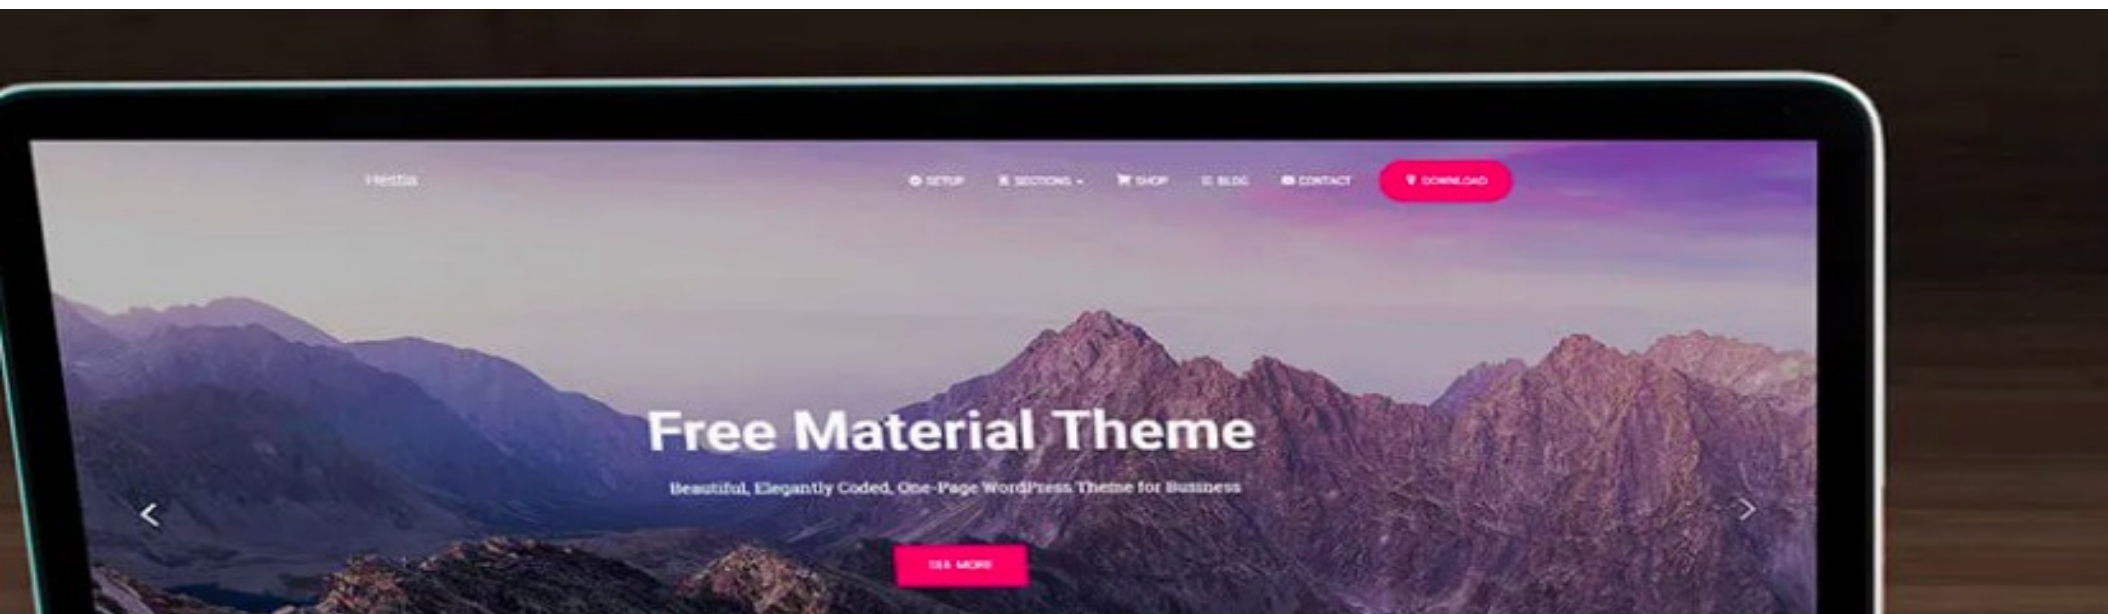 Hestia
SETUP SECTIONS SHOP BLOG CONTACT DOWNLOAD
Free Material Theme
Beautiful, Elegantly Coded, One-Page WordPress Theme for Business
SEE MORE